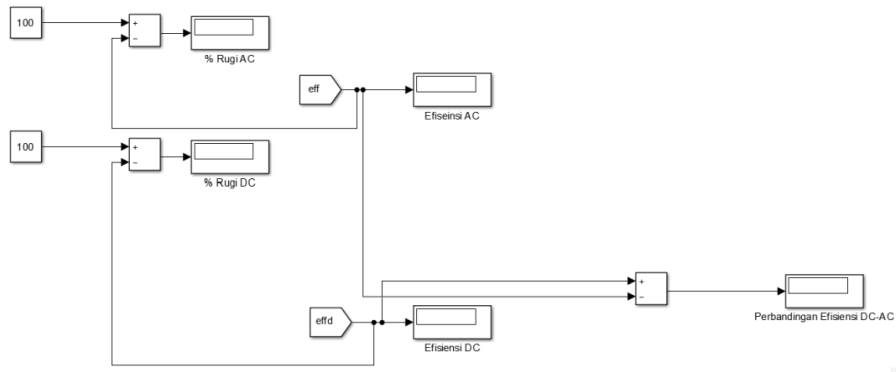 100
+
−
% Rugi AC
eff
Efiseinsi AC
100
+
−
% Rugi DC
+
−
effd
Efisiensi DC
Perbandingan Efisiensi DC-AC